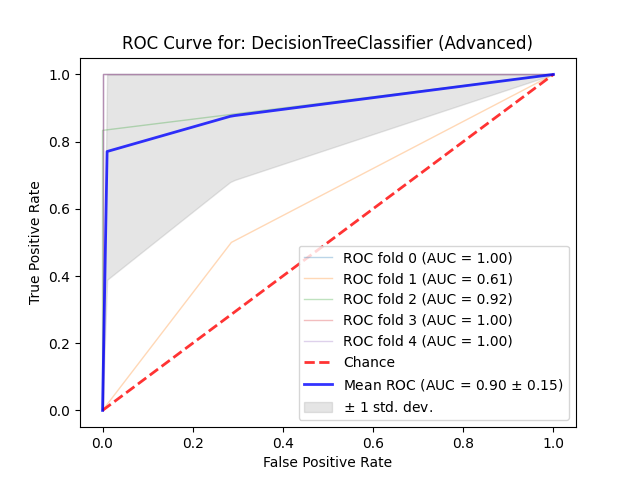 ROC Curve for: DecisionTreeClassifier (Advanced)
1.0
0.8
0.6
0.4
0.2
0.0
True Positive Rate
ROC fold 0 (AUC = 1.00)
ROC fold 1 (AUC = 0.61)
ROC fold 2 (AUC = 0.92)
ROC fold 3 (AUC = 1.00)
ROC fold 4 (AUC = 1.00)
Chance
Mean ROC (AUC = 0.90 ± 0.15)
± 1 std. dev.
0.0 0.2 0.4 0.6 0.8 1.0
False Positive Rate